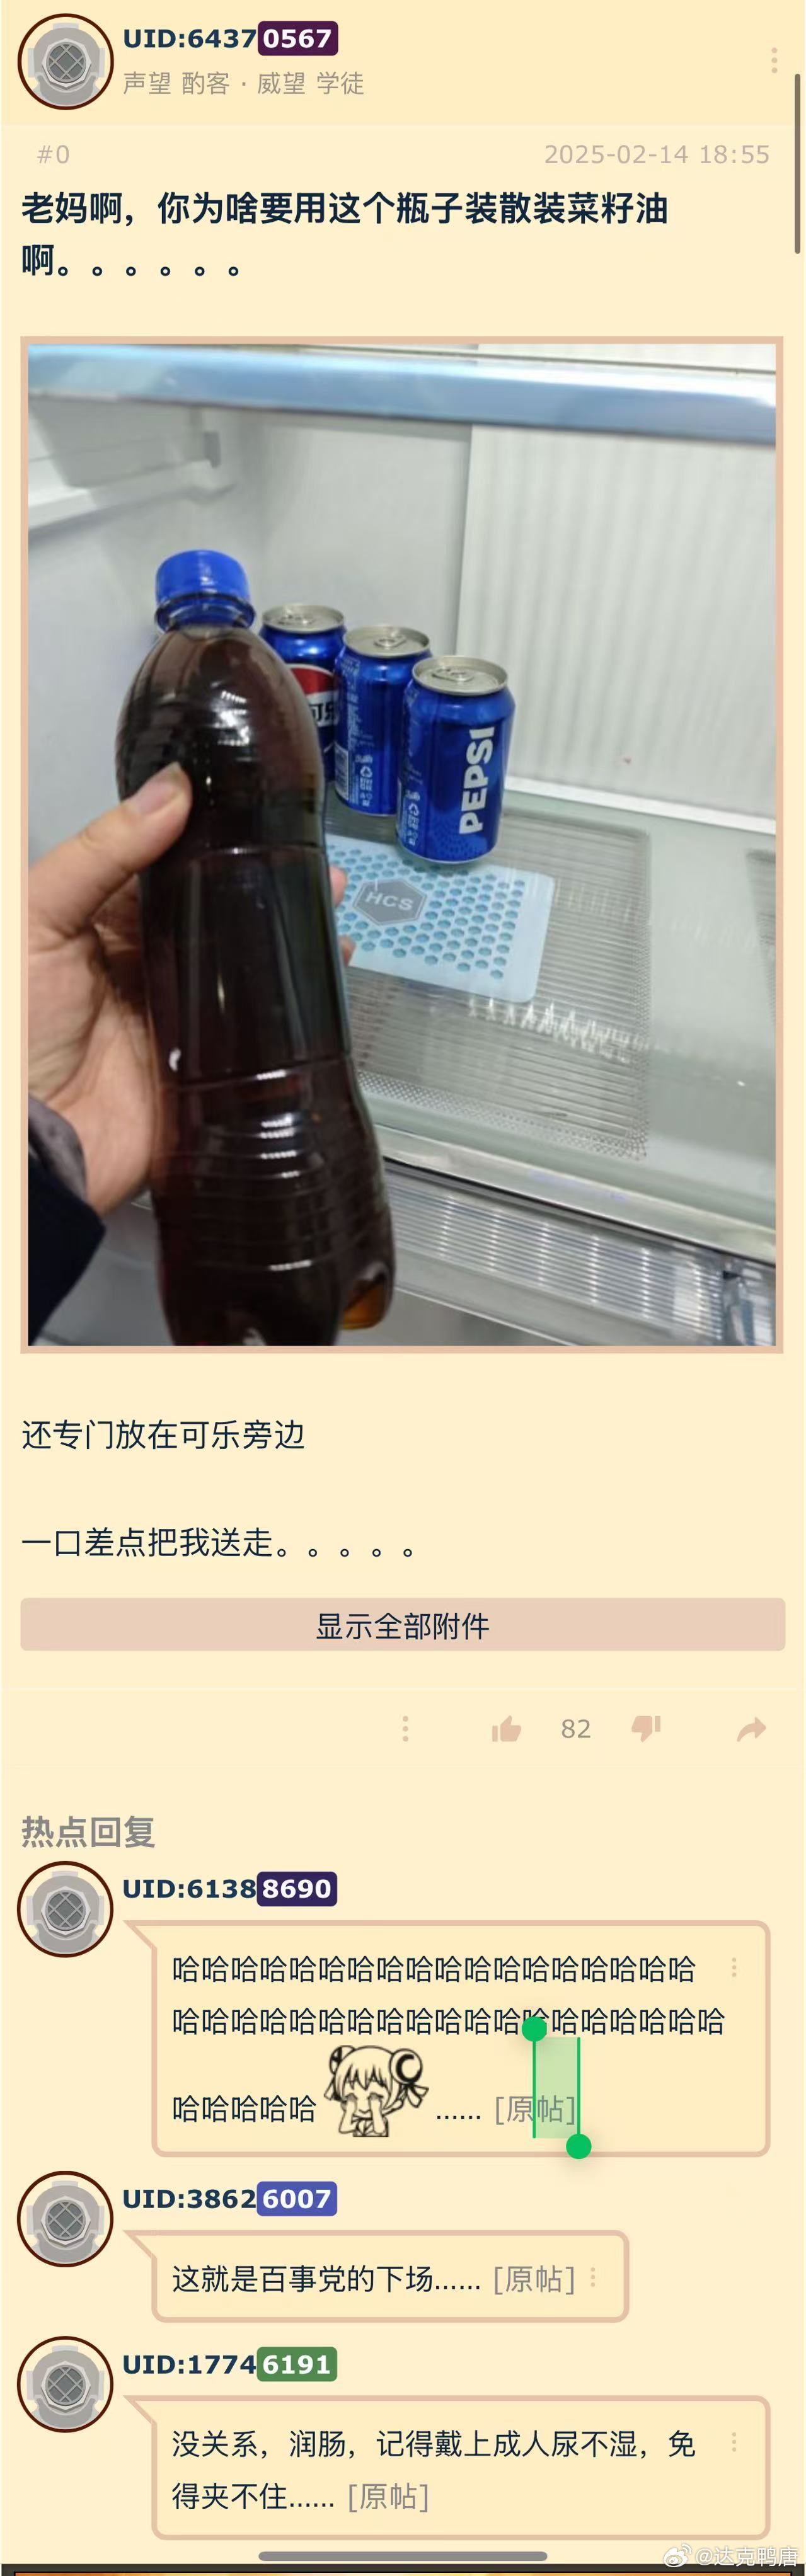 UID:64370567
声望 酌客 · 威望 学徒
#0
2025-02-14 18:55
老妈啊，你为啥要用这个瓶子装散装菜籽油
啊。。。。。。
可乐
PEPSI
HCS
还专门放在可乐旁边
一口差点把我送走。。。。。
显示全部附件
82
热点回复
UID:61388690
哈哈哈哈哈哈哈哈哈哈哈哈哈哈哈哈哈哈
哈哈哈哈哈哈哈哈哈哈哈哈哈哈哈哈哈哈哈
哈哈哈哈哈 ...... [原帖]
UID:38626007
这就是百事党的下场...... [原帖]
UID:17746191
没关系，润肠，记得戴上成人尿不湿，免
得夹不住...... [原帖]
@达克鸭唐